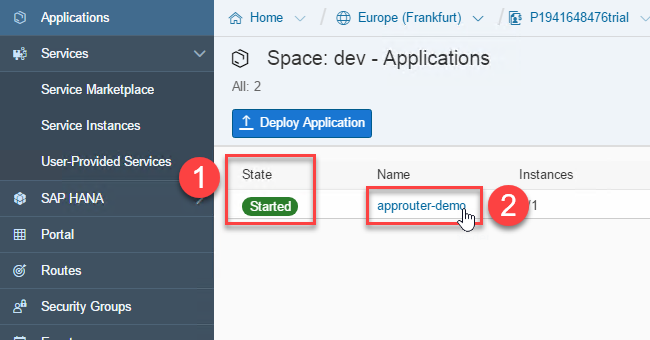 Applications
Services
Service Marketplace
Service Instances
User-Provided Services
SAP HANA
Portal
Routes
Security Groups
Home / Europe (Frankfurt) / P1941648476trial
Space: dev - Applications
All: 2
Deploy Application
State Name Instances
Started approuter-demo /1
1
2